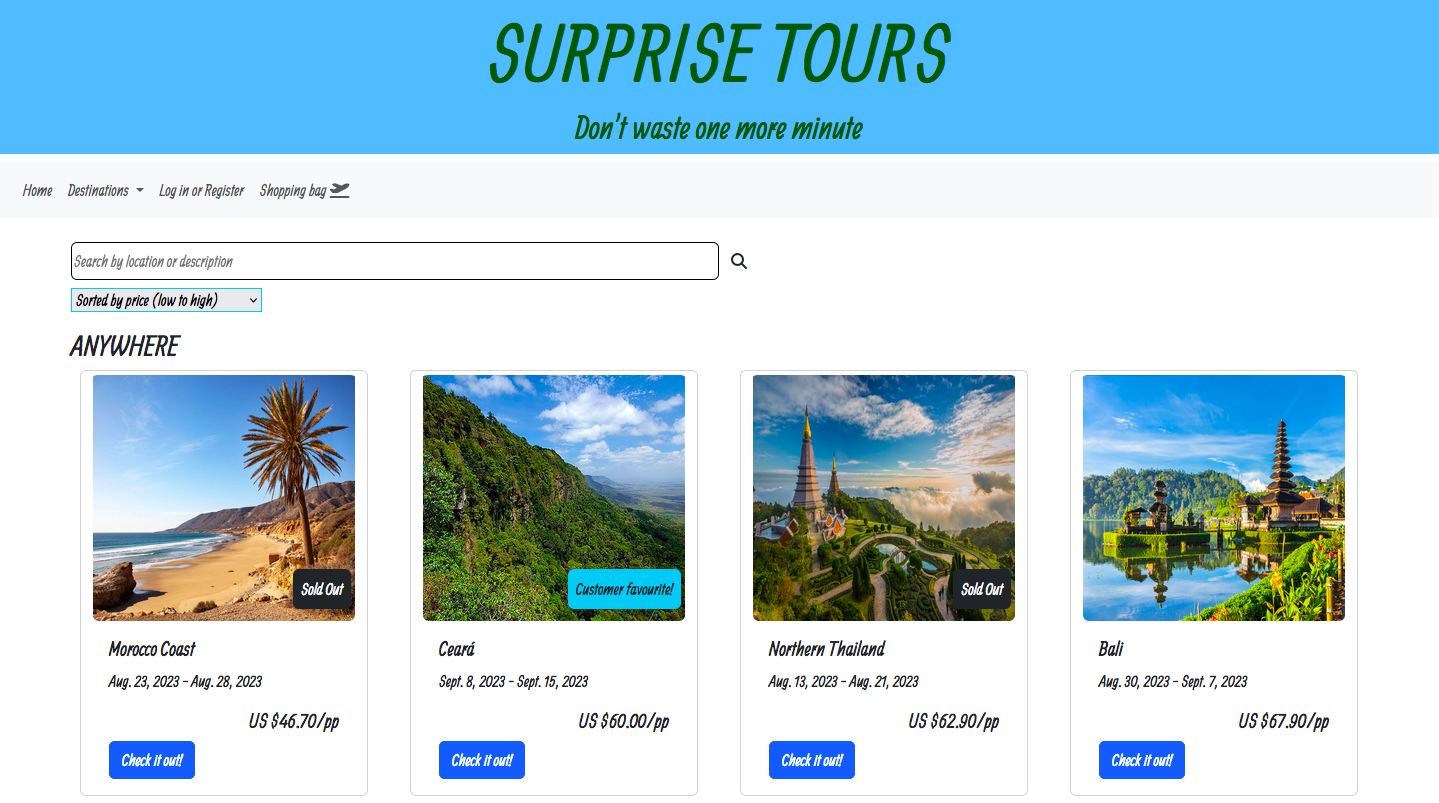 SURPRISE TOURS
Don't waste one more minute
Home Destinations Log in or Register Shopping bag
Search by location or description
Sorted by price (low to high)
ANYWHERE
Sold Out
Customer favourite!
Sold Out
Morocco Coast
Aug. 23, 2023 - Aug. 28, 2023
US $46.70/pp
Check it out!
Ceará
Sept. 8, 2023 - Sept. 15, 2023
US $60.00/pp
Check it out!
Northern Thailand
Aug. 13, 2023 - Aug. 21, 2023
US $62.90/pp
Check it out!
Bali
Aug. 30, 2023 - Sept. 7, 2023
US $67.90/pp
Check it out!